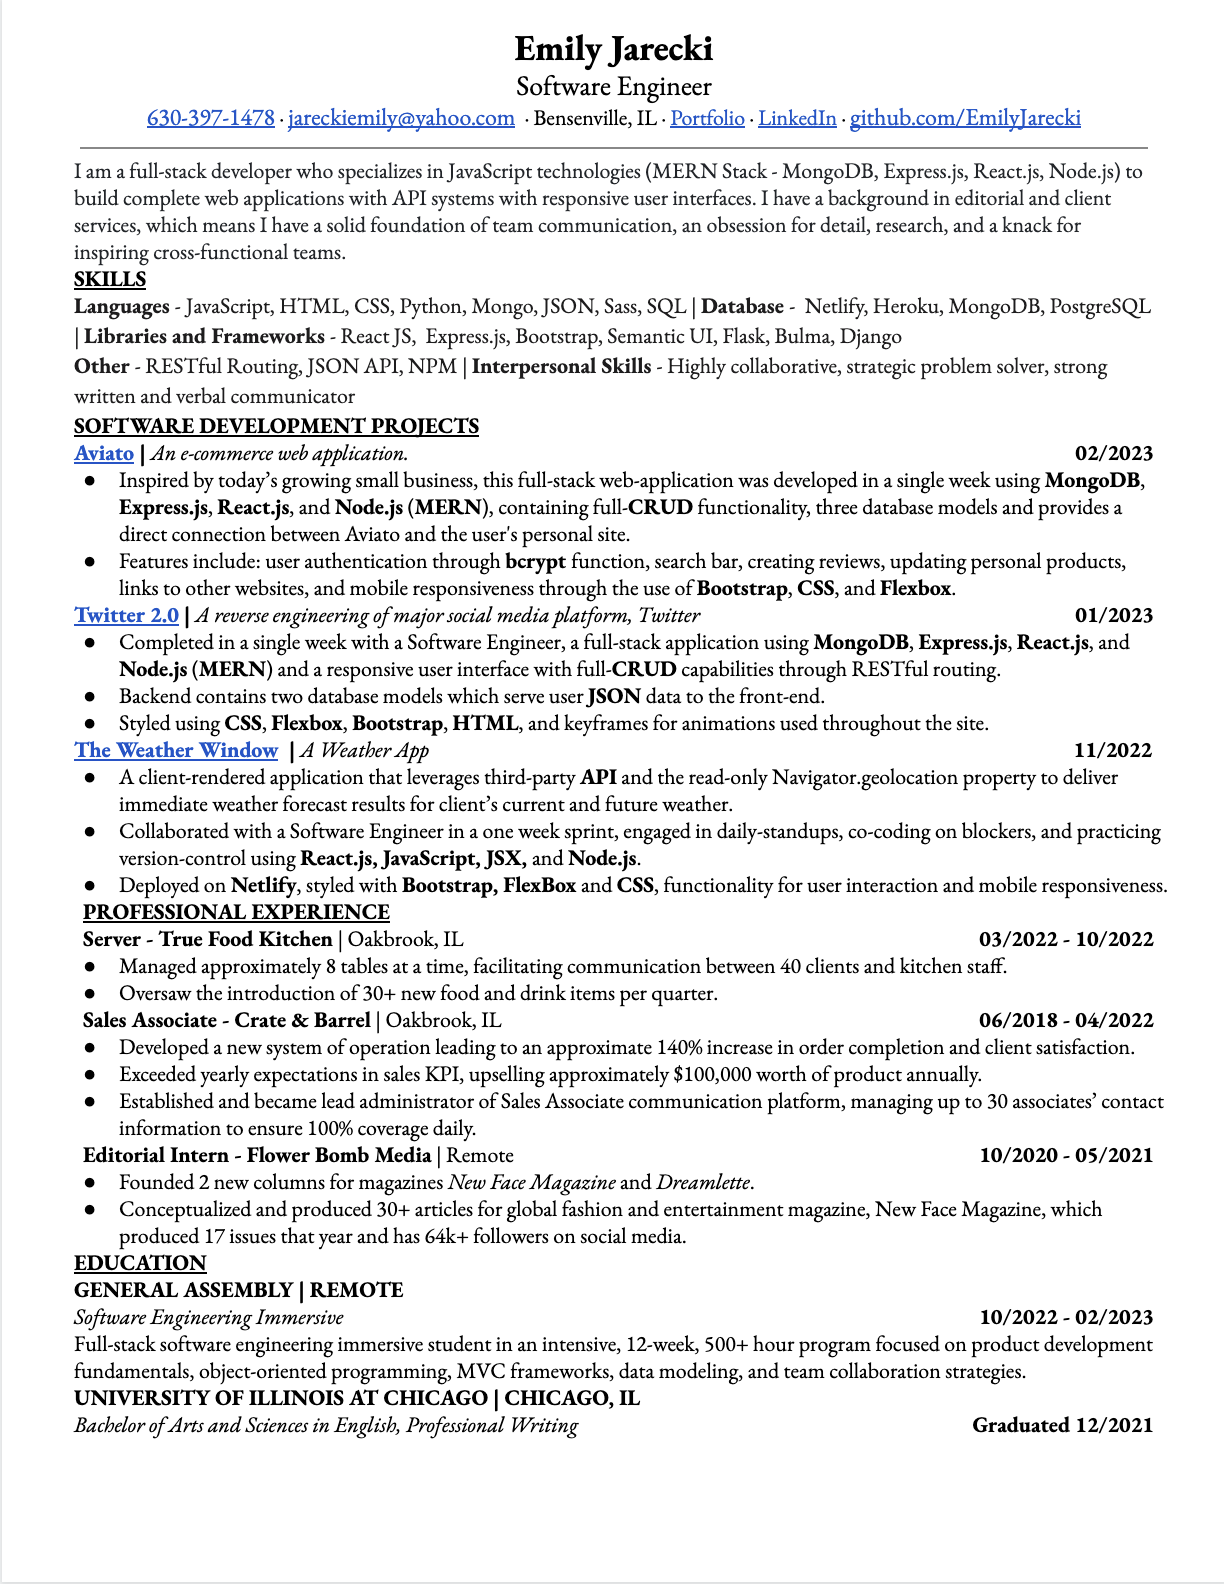 Emily Jarecki
Software Engineer
630-397-1478 · jareckiemily@yahoo.com · Bensenville, IL · Portfolio · LinkedIn · github.com/EmilyJarecki
I am a full-stack developer who specializes in JavaScript technologies (MERN Stack - MongoDB, Express.js, React.js, Node.js) to
build complete web applications with API systems with responsive user interfaces. I have a background in editorial and client
services, which means I have a solid foundation of team communication, an obsession for detail, research, and a knack for
inspiring cross-functional teams.
SKILLS
Languages - JavaScript, HTML, CSS, Python, Mongo, JSON, Sass, SQL | Database - Netlify, Heroku, MongoDB, PostgreSQL
| Libraries and Frameworks - React JS, Express.js, Bootstrap, Semantic UI, Flask, Bulma, Django
Other - RESTful Routing, JSON API, NPM | Interpersonal Skills - Highly collaborative, strategic problem solver, strong
written and verbal communicator
SOFTWARE DEVELOPMENT PROJECTS
Aviato | An e-commerce web application. 02/2023
● Inspired by today's growing small business, this full-stack web-application was developed in a single week using MongoDB,
Express.js, React.js, and Node.js (MERN), containing full-CRUD functionality, three database models and provides a
direct connection between Aviato and the user's personal site.
● Features include: user authentication through bcrypt function, search bar, creating reviews, updating personal products,
links to other websites, and mobile responsiveness through the use of Bootstrap, CSS, and Flexbox.
Twitter 2.0 | A reverse engineering of major social media platform, Twitter 01/2023
● Completed in a single week with a Software Engineer, a full-stack application using MongoDB, Express.js, React.js, and
Node.js (MERN) and a responsive user interface with full-CRUD capabilities through RESTful routing.
● Backend contains two database models which serve user JSON data to the front-end.
● Styled using CSS, Flexbox, Bootstrap, HTML, and keyframes for animations used throughout the site.
The Weather Window | A Weather App 11/2022
● A client-rendered application that leverages third-party API and the read-only Navigator.geolocation property to deliver
immediate weather forecast results for client's current and future weather.
● Collaborated with a Software Engineer in a one week sprint, engaged in daily-standups, co-coding on blockers, and practicing
version-control using React.js, JavaScript, JSX, and Node.js.
● Deployed on Netlify, styled with Bootstrap, FlexBox and CSS, functionality for user interaction and mobile responsiveness.
PROFESSIONAL EXPERIENCE
Server - True Food Kitchen | Oakbrook, IL 03/2022 - 10/2022
● Managed approximately 8 tables at a time, facilitating communication between 40 clients and kitchen staff.
● Oversaw the introduction of 30+ new food and drink items per quarter.
Sales Associate - Crate & Barrel | Oakbrook, IL 06/2018 - 04/2022
● Developed a new system of operation leading to an approximate 140% increase in order completion and client satisfaction.
● Exceeded yearly expectations in sales KPI, upselling approximately $100,000 worth of product annually.
● Established and became lead administrator of Sales Associate communication platform, managing up to 30 associates' contact
information to ensure 100% coverage daily.
Editorial Intern - Flower Bomb Media | Remote 10/2020 - 05/2021
● Founded 2 new columns for magazines New Face Magazine and Dreamlette.
● Conceptualized and produced 30+ articles for global fashion and entertainment magazine, New Face Magazine, which
produced 17 issues that year and has 64k+ followers on social media.
EDUCATION
GENERAL ASSEMBLY | REMOTE
Software Engineering Immersive 10/2022 - 02/2023
Full-stack software engineering immersive student in an intensive, 12-week, 500+ hour program focused on product development
fundamentals, object-oriented programming, MVC frameworks, data modeling, and team collaboration strategies.
UNIVERSITY OF ILLINOIS AT CHICAGO | CHICAGO, IL
Bachelor of Arts and Sciences in English, Professional Writing Graduated 12/2021